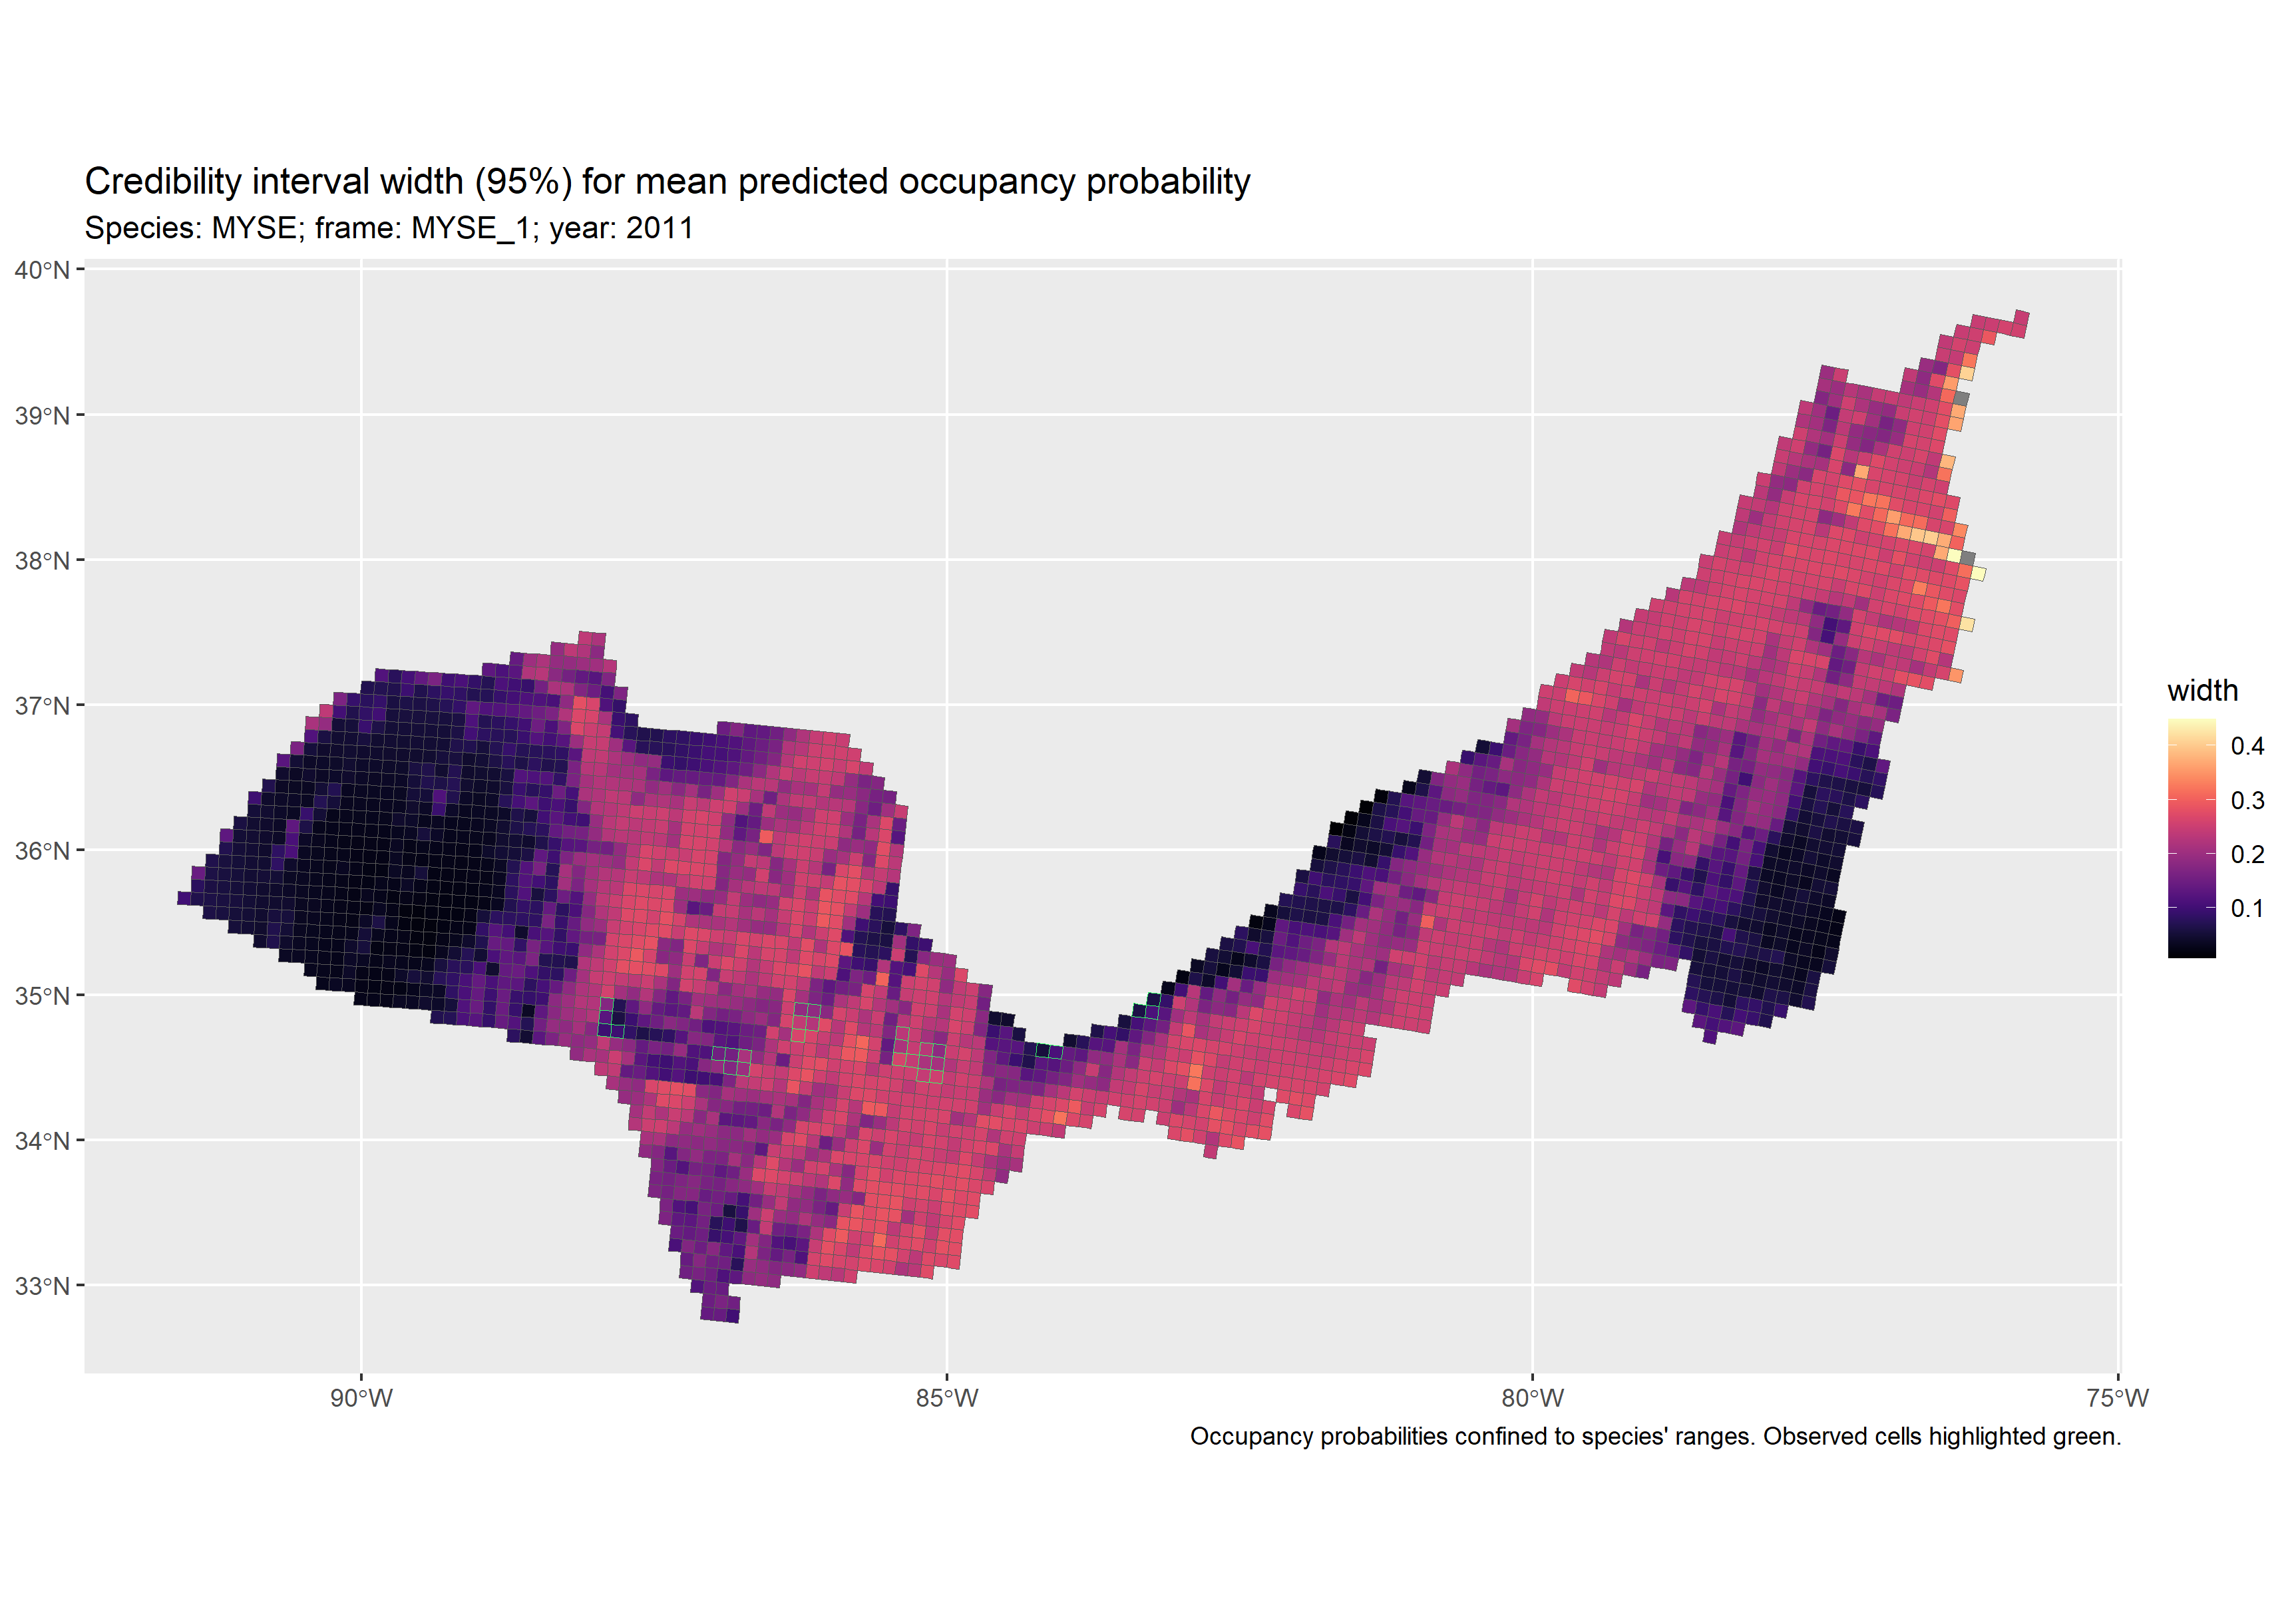 Credibility interval width (95%) for mean predicted occupancy probability
Species: MYSE; frame: MYSE_1; year: 2011
40°N
39°N
38°N
37°N
36°N
35°N
34°N
33°N
90°W
85°W
80°W
75°W
width
0.4
0.3
0.2
0.1
Occupancy probabilities confined to species' ranges. Observed cells highlighted green.